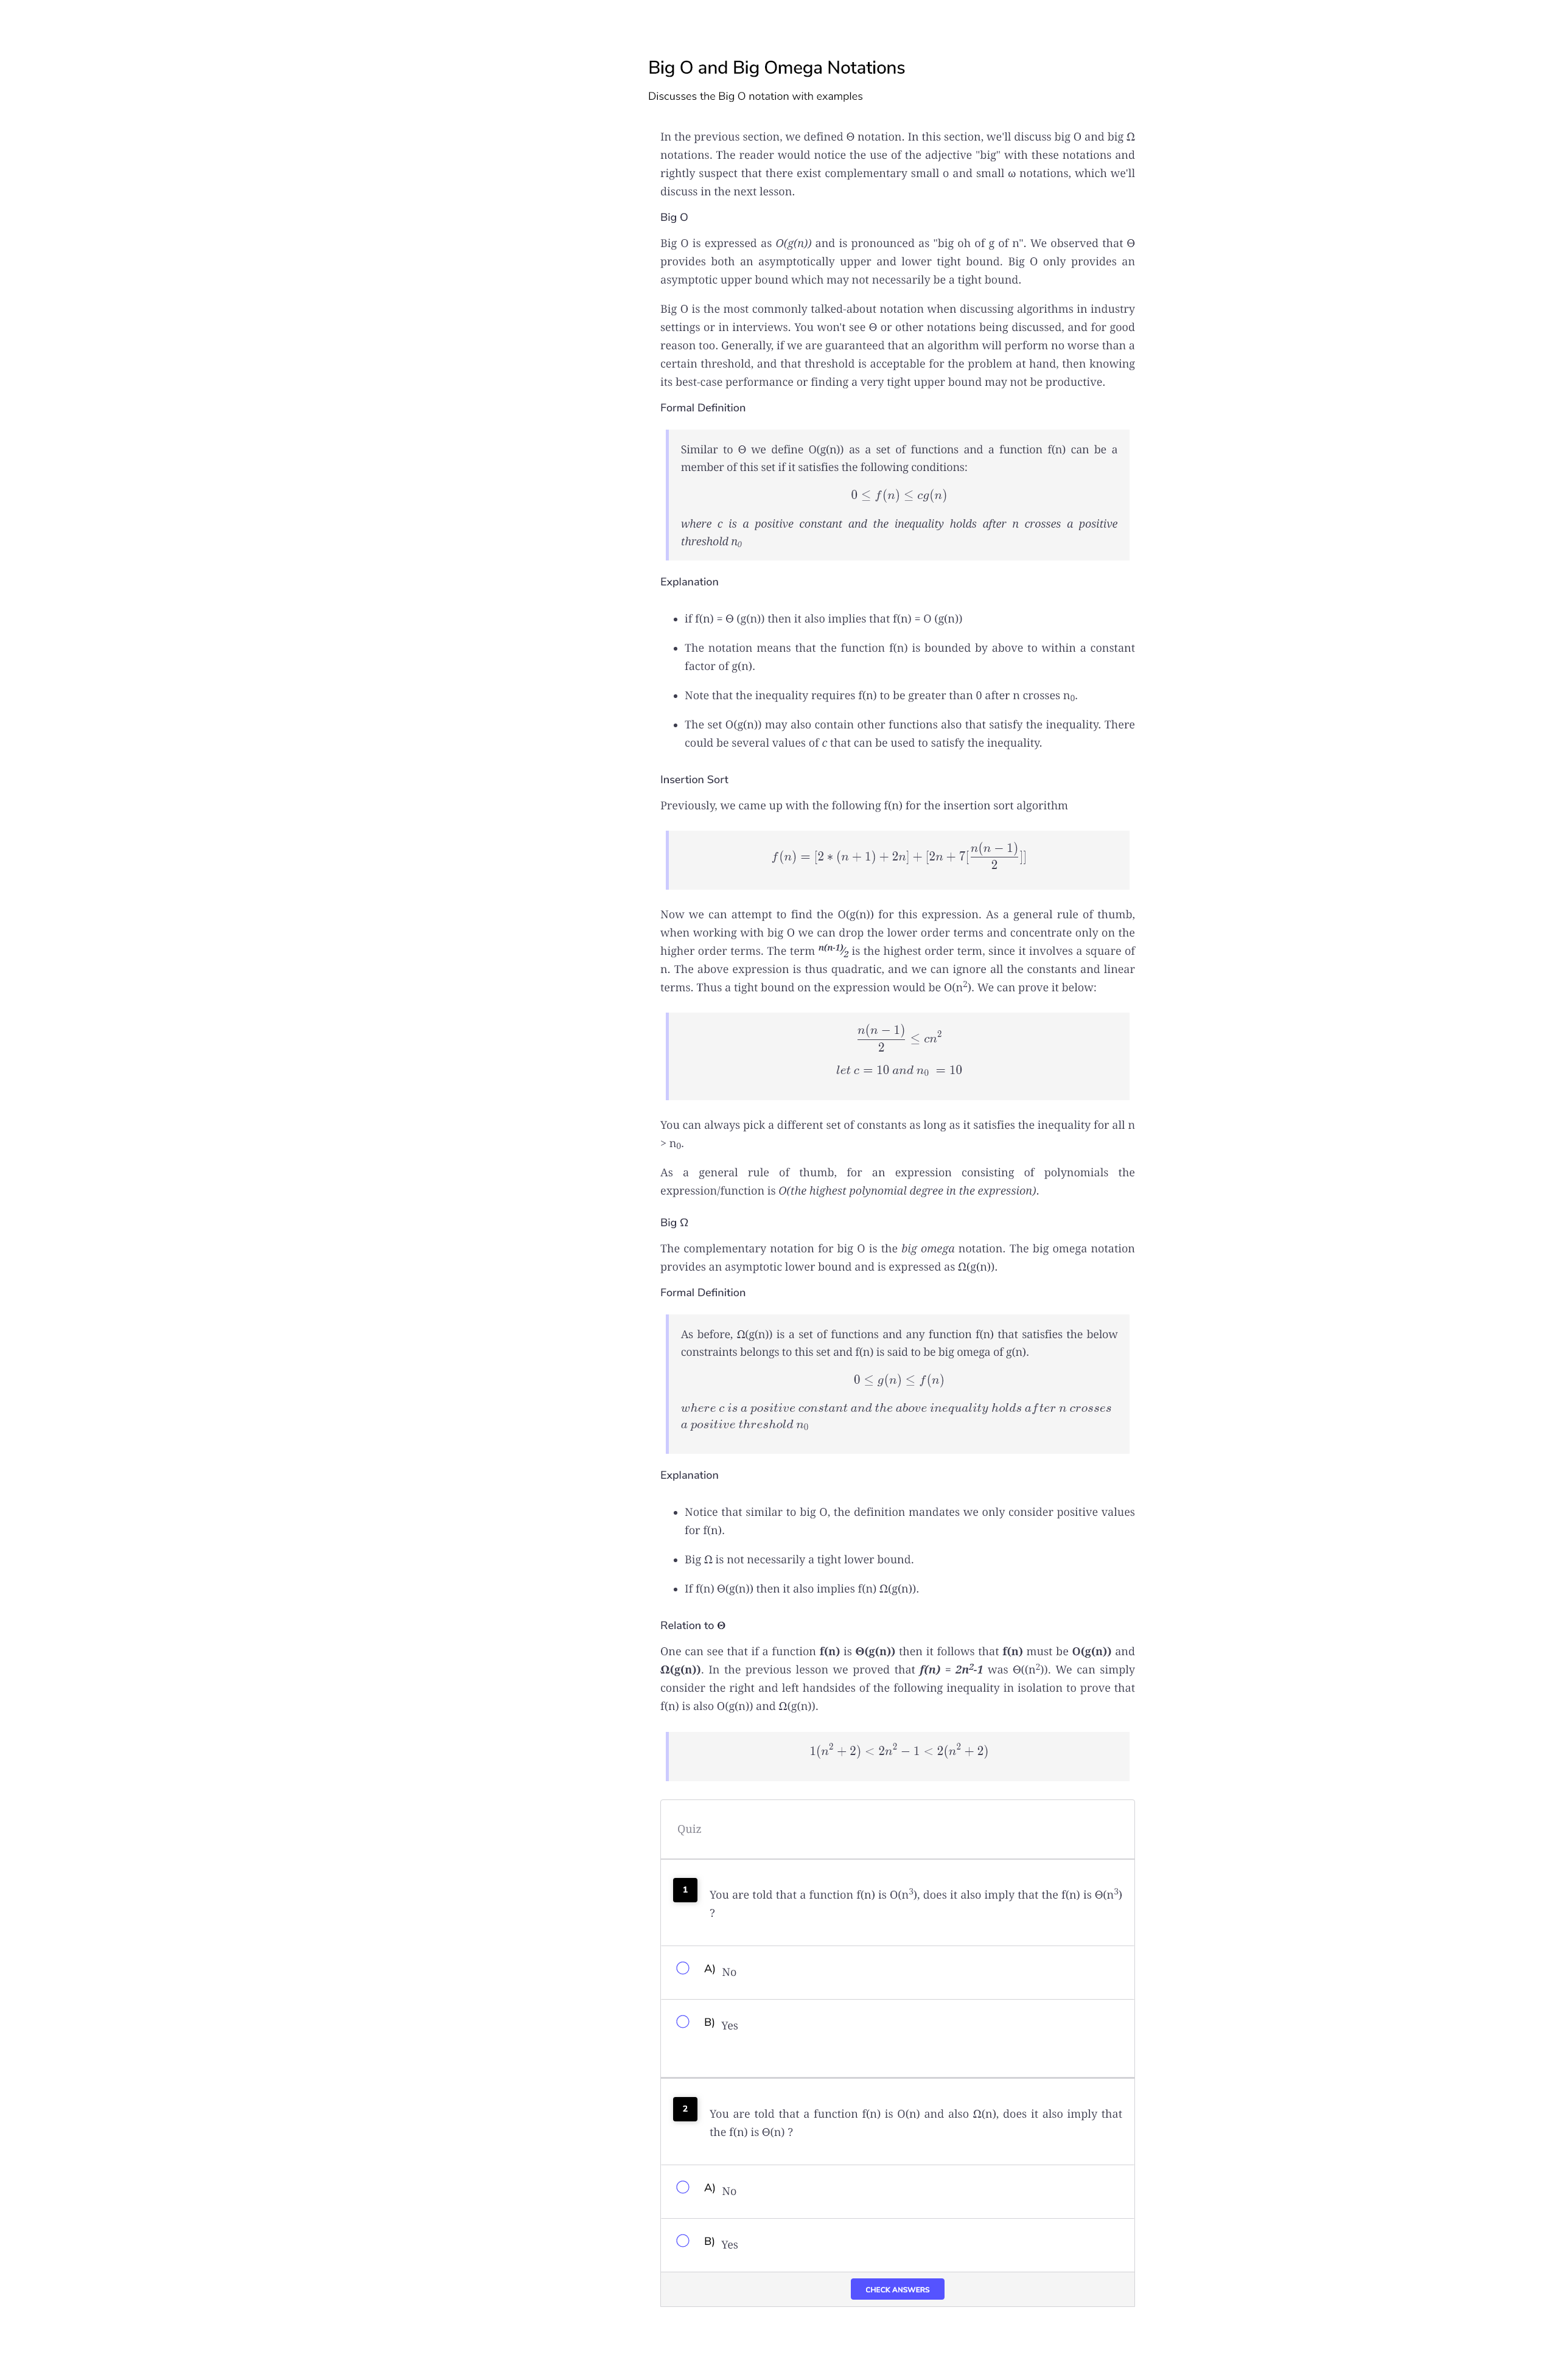 Big O and Big Omega Notations
Discusses the Big O notation with examples
In the previous section, we defined Θ notation. In this section, we'll discuss big O and big Ω
notations. The reader would notice the use of the adjective "big" with these notations and
rightly suspect that there exist complementary small o and small ω notations, which we'll
discuss in the next lesson.
Big O
Big O is expressed as O(g(n)) and is pronounced as "big oh of g of n". We observed that Θ
provides both an asymptotically upper and lower tight bound. Big O only provides an
asymptotic upper bound which may not necessarily be a tight bound.
Big O is the most commonly talked-about notation when discussing algorithms in industry
settings or in interviews. You won't see Θ or other notations being discussed, and for good
reason too. Generally, if we are guaranteed that an algorithm will perform no worse than a
certain threshold, and that threshold is acceptable for the problem at hand, then knowing
its best-case performance or finding a very tight upper bound may not be productive.
Formal Definition
Similar to Θ we define O(g(n)) as a set of functions and a function f(n) can be a
member of this set if it satisfies the following conditions:
0 ≤ f(n) ≤ cg(n)
where c is a positive constant and the inequality holds after n crosses a positive
threshold n₀
Explanation
• if f(n) = Θ (g(n)) then it also implies that f(n) = O (g(n))
• The notation means that the function f(n) is bounded by above to within a constant
factor of g(n).
• Note that the inequality requires f(n) to be greater than 0 after n crosses n₀.
• The set O(g(n)) may also contain other functions also that satisfy the inequality. There
could be several values of c that can be used to satisfy the inequality.
Insertion Sort
Previously, we came up with the following f(n) for the insertion sort algorithm
f(n) = [2 ∗ (n + 1) + 2n] + [2n + 7[n(n − 1)/2]]
Now we can attempt to find the O(g(n)) for this expression. As a general rule of thumb,
when working with big O we can drop the lower order terms and concentrate only on the
higher order terms. The term n(n-1)⁄2 is the highest order term, since it involves a square of
n. The above expression is thus quadratic, and we can ignore all the constants and linear
terms. Thus a tight bound on the expression would be O(n²). We can prove it below:
n(n − 1)/2 ≤ cn²
let c = 10 and n₀ = 10
You can always pick a different set of constants as long as it satisfies the inequality for all n
> n₀.
As a general rule of thumb, for an expression consisting of polynomials the
expression/function is O(the highest polynomial degree in the expression).
Big Ω
The complementary notation for big O is the big omega notation. The big omega notation
provides an asymptotic lower bound and is expressed as Ω(g(n)).
Formal Definition
As before, Ω(g(n)) is a set of functions and any function f(n) that satisfies the below
constraints belongs to this set and f(n) is said to be big omega of g(n).
0 ≤ g(n) ≤ f(n)
where c is a positive constant and the above inequality holds after n crosses
a positive threshold n₀
Explanation
• Notice that similar to big O, the definition mandates we only consider positive values
for f(n).
• Big Ω is not necessarily a tight lower bound.
• If f(n) Θ(g(n)) then it also implies f(n) Ω(g(n)).
Relation to Θ
One can see that if a function f(n) is Θ(g(n)) then it follows that f(n) must be O(g(n)) and
Ω(g(n)). In the previous lesson we proved that f(n) = 2n²-1 was Θ((n²)). We can simply
consider the right and left handsides of the following inequality in isolation to prove that
f(n) is also O(g(n)) and Ω(g(n)).
1(n² + 2) < 2n² − 1 < 2(n² + 2)
Quiz
1
You are told that a function f(n) is O(n³), does it also imply that the f(n) is Θ(n³)
?
A) No
B) Yes
2
You are told that a function f(n) is O(n) and also Ω(n), does it also imply that
the f(n) is Θ(n) ?
A) No
B) Yes
CHECK ANSWERS